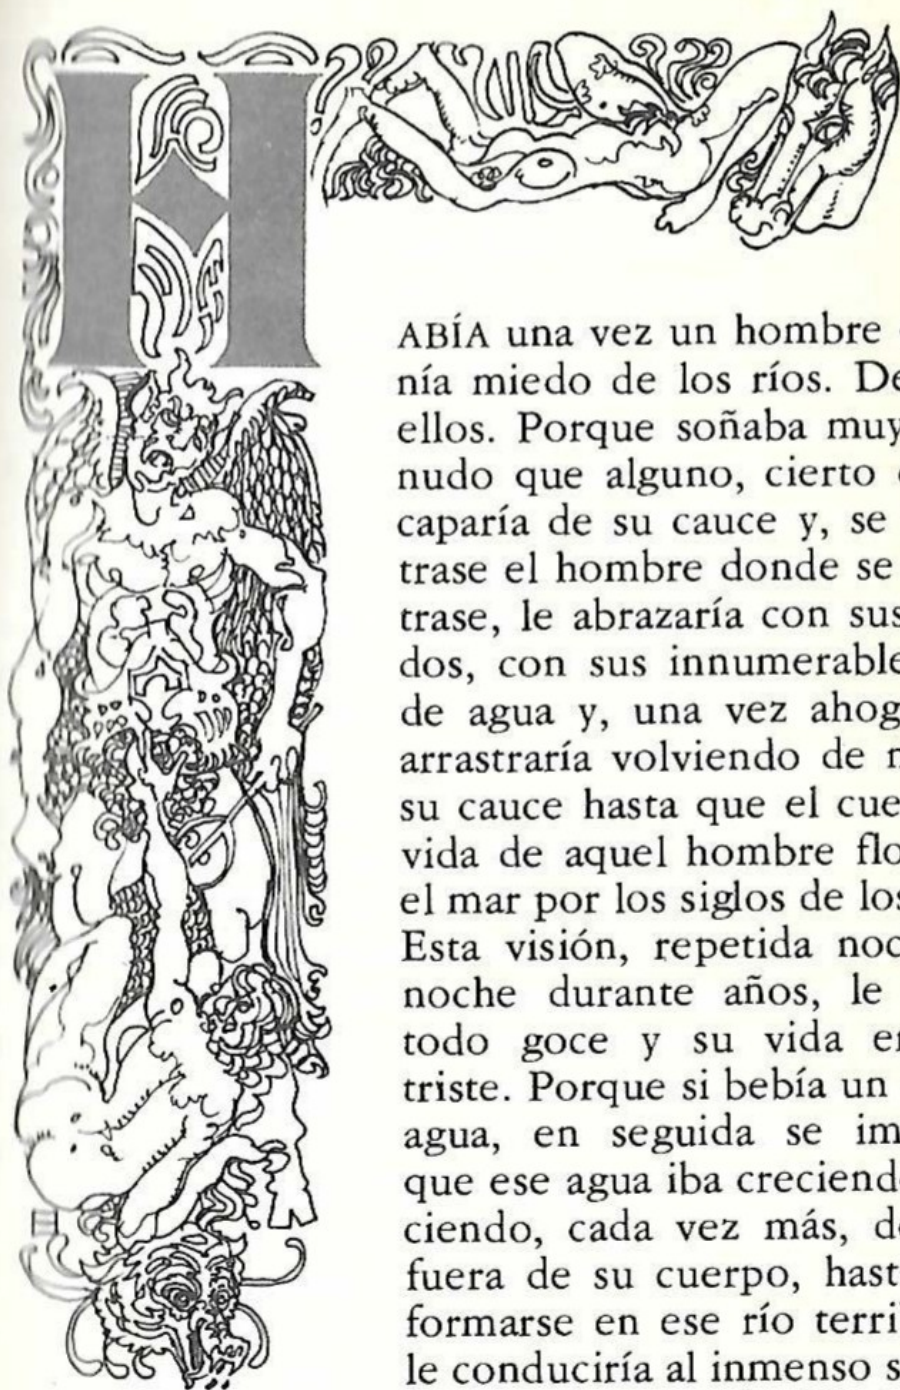 HABÍA una vez un hombre
nía miedo de los ríos. De
ellos. Porque soñaba muy
nudo que alguno, cierto
caparía de su cauce y, se
trase el hombre donde se
trase, le abrazaría con sus
dos, con sus innumerable
de agua y, una vez ahog
arrastraría volviendo de
su cauce hasta que el cue
vida de aquel hombre flo
el mar por los siglos de los
Esta visión, repetida noc
noche durante años, le
todo goce y su vida e
triste. Porque si bebía un
agua, en seguida se im
que ese agua iba creciend
ciendo, cada vez más, d
fuera de su cuerpo, hast
formarse en ese río terri
le conduciría al inmenso s